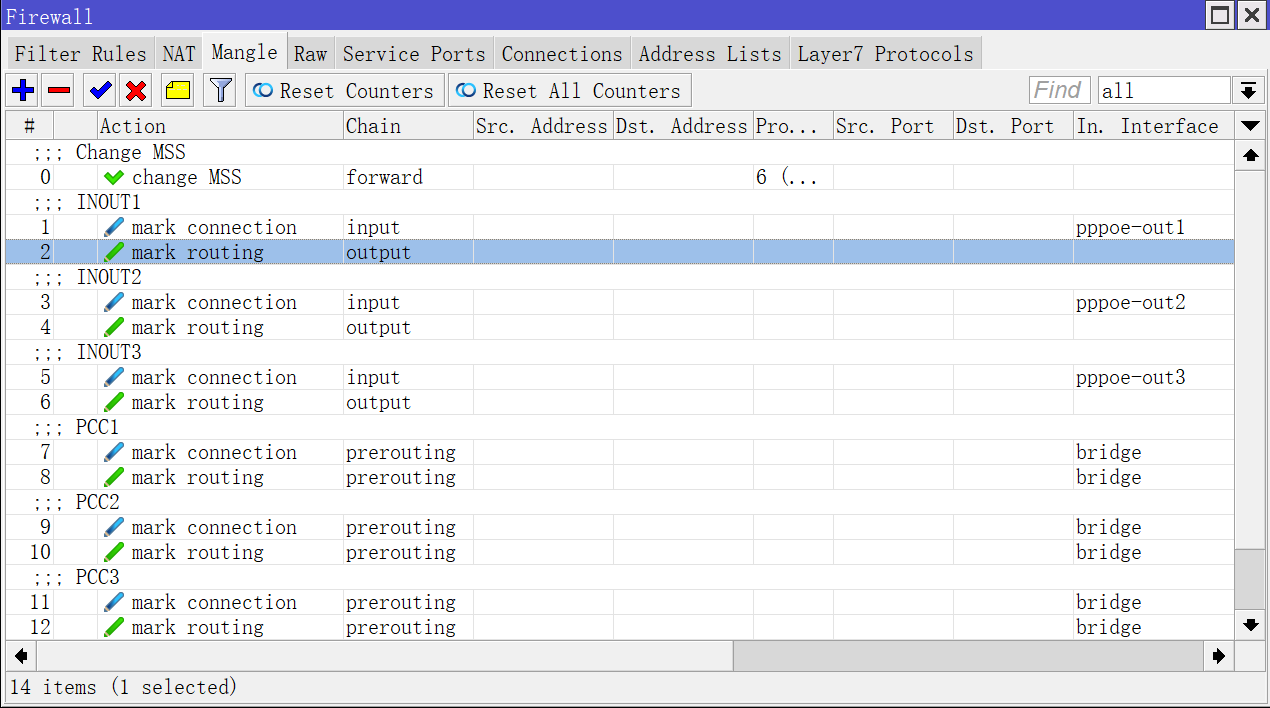 Firewall
Filter Rules NAT Mangle Raw Service Ports Connections Address Lists Layer7 Protocols
Reset Counters Reset All Counters Find all
# Action Chain Src. Address Dst. Address Pro... Src. Port Dst. Port In. Interface
;;; Change MSS
0 change MSS forward 6 (...
;;; INOUT1
1 mark connection input pppoe-out1
2 mark routing output
;;; INOUT2
3 mark connection input pppoe-out2
4 mark routing output
;;; INOUT3
5 mark connection input pppoe-out3
6 mark routing output
;;; PCC1
7 mark connection prerouting bridge
8 mark routing prerouting bridge
;;; PCC2
9 mark connection prerouting bridge
10 mark routing prerouting bridge
;;; PCC3
11 mark connection prerouting bridge
12 mark routing prerouting bridge
14 items (1 selected)